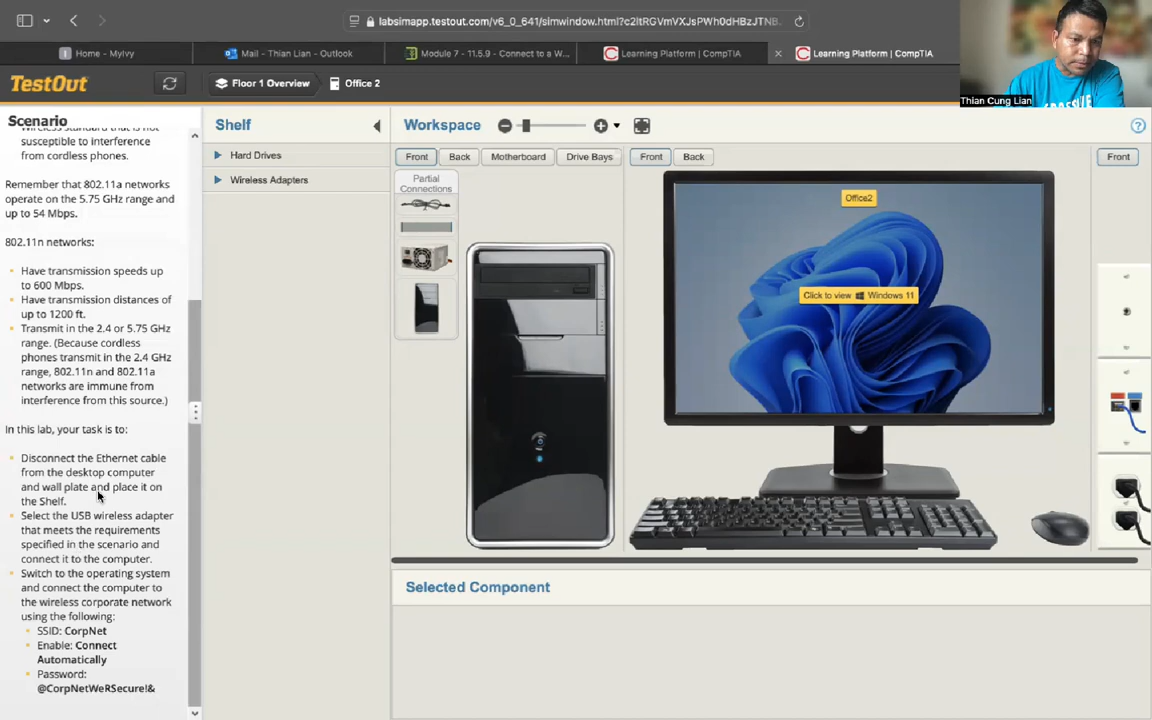 labsimapp.testout.com/v6_0_641/simwindow.html?c2ltRGVmVXJsPWh0dHBzJTNB.
Home - MyIvy
Mail - Thian Lian - Outlook
Module 7 - 11.5.9 - Connect to a W...
Learning Platform | CompTIA
Learning Platform | CompTIA
TestOut
Floor 1 Overview
Office 2
Thian Cung Lian
Scenario
Wireless standard that is not
susceptible to interference
from cordless phones.
Remember that 802.11a networks
operate on the 5.75 GHz range and
up to 54 Mbps.
802.11n networks:
Have transmission speeds up
to 600 Mbps.
Have transmission distances of
up to 1200 ft.
Transmit in the 2.4 or 5.75 GHz
range. (Because cordless
phones transmit in the 2.4 GHz
range, 802.11n and 802.11a
networks are immune from
interference from this source.)
In this lab, your task is to:
Disconnect the Ethernet cable
from the desktop computer
and wall plate and place it on
the Shelf.
Select the USB wireless adapter
that meets the requirements
specified in the scenario and
connect it to the computer.
Switch to the operating system
and connect the computer to
the wireless corporate network
using the following:
SSID: CorpNet
Enable: Connect
Automatically
Password:
@CorpNetWeRSecure!&
Shelf
Hard Drives
Wireless Adapters
Workspace
Front
Back
Motherboard
Drive Bays
Front
Back
Front
Partial
Connections
Office2
Click to view Windows 11
Selected Component